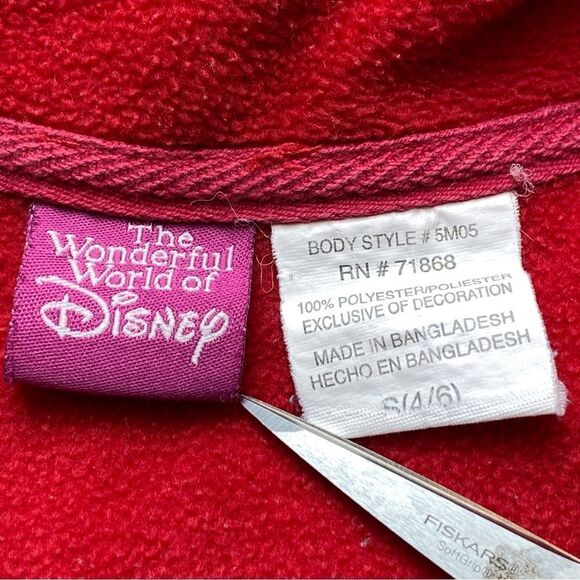 The
Wonderful
World of
Disney
BODY STYLE # 5M05
RN # 71868
100% POLYESTER/POLIESTER
EXCLUSIVE OF DECORATION
MADE IN BANGLADESH
HECHO EN BANGLADESH
S(4/6)
FISKARS®
SoftGrip®